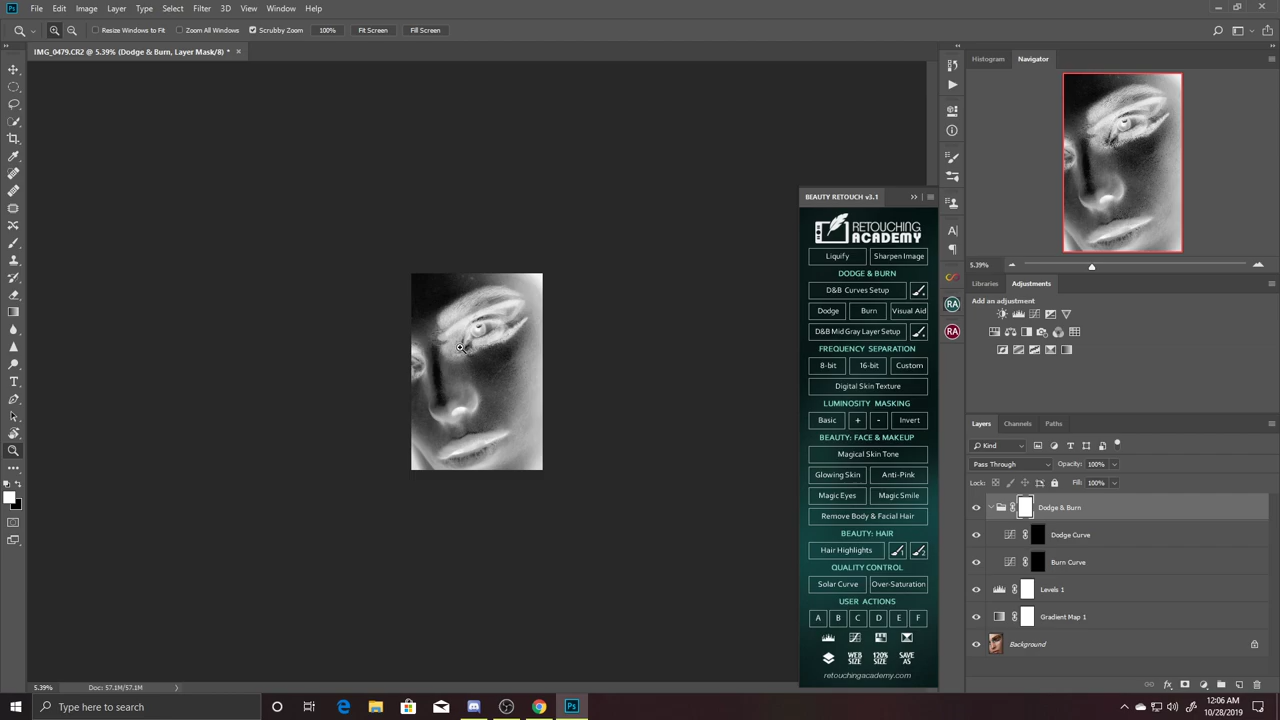 Ps File Edit Image Layer Type Select Filter 3D View Window Help
Resize Windows to Fit Zoom All Windows Scrubby Zoom 100% Fit Screen Fill Screen
IMG_0479.CR2 @ 5.39% (Dodge & Burn, Layer Mask/8) * ×
Histogram Navigator
5.39%
Libraries Adjustments
Add an adjustment
BEAUTY RETOUCH v3.1
RETOUCHING
ACADEMY
Liquify Sharpen Image
DODGE & BURN
D&B Curves Setup
Dodge Burn Visual Aid
D&B Mid Gray Layer Setup
FREQUENCY SEPARATION
8-bit 16-bit Custom
Digital Skin Texture
LUMINOSITY MASKING
Basic + - Invert
BEAUTY: FACE & MAKEUP
Magical Skin Tone
Glowing Skin Anti-Pink
Magic Eyes Magic Smile
Remove Body & Facial Hair
BEAUTY: HAIR
Hair Highlights 1 2
QUALITY CONTROL
Solar Curve Over-Saturation
USER ACTIONS
A B C D E F
WEB SIZE 120% SIZE SAVE AS
retouchingacademy.com
RA
RA
Layers Channels Paths
Kind
Pass Through Opacity: 100%
Lock: Fill: 100%
Dodge & Burn
Dodge Curve
Burn Curve
Levels 1
Gradient Map 1
Background
5.39% Doc: 57.1M/57.1M
Type here to search
Ps
12:06 AM
10/28/2019